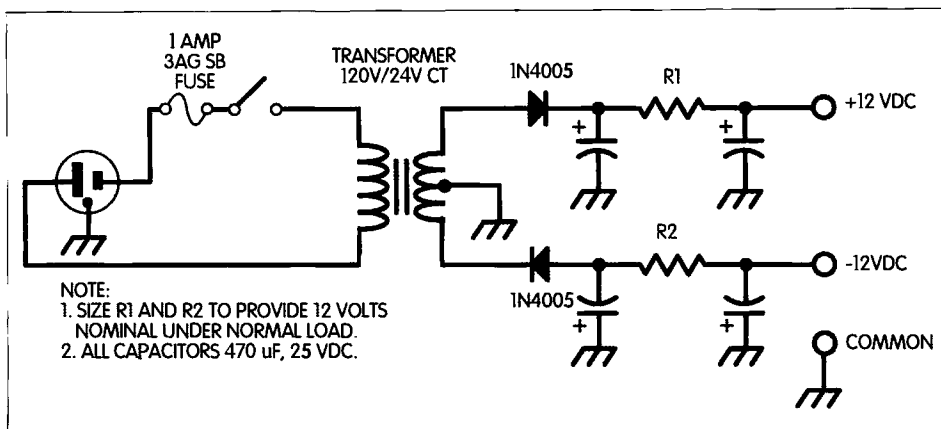 1 AMP
3AG SB
FUSE
TRANSFORMER
120V/24V CT
1N4005
R1
+12 VDC
+
+
R2
-12VDC
1N4005
+
+
COMMON
NOTE:
1. SIZE R1 AND R2 TO PROVIDE 12 VOLTS
NOMINAL UNDER NORMAL LOAD.
2. ALL CAPACITORS 470 uF, 25 VDC.